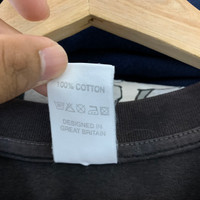 100% COTTON
DESIGNED IN
GREAT BRITAIN